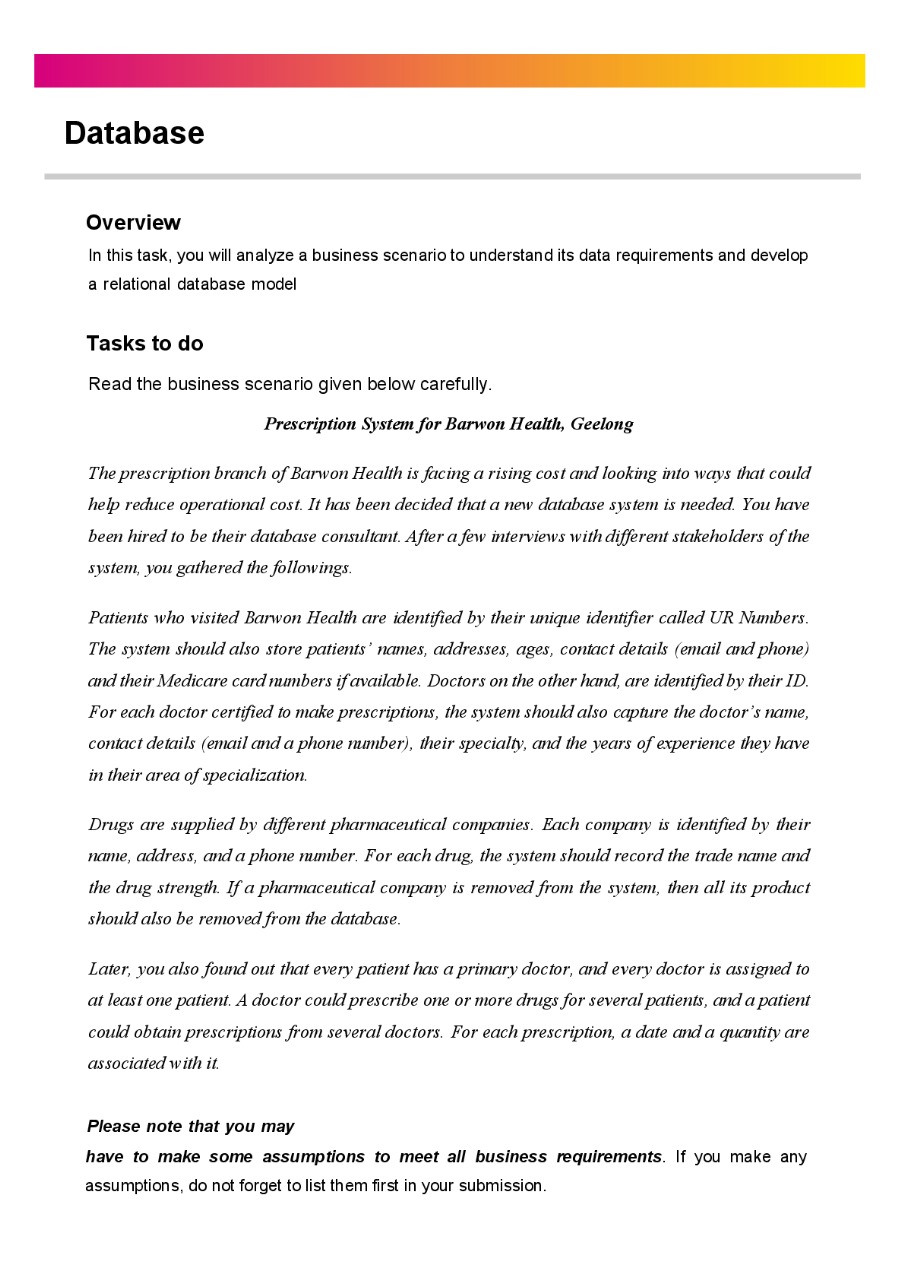 Database
Overview
In this task, you will analyze a business scenario to understand its data requirements and develop
a relational database model
Tasks to do
Read the business scenario given below carefully.
Prescription System for Barwon Health, Geelong
The prescription branch of Barwon Health is facing a rising cost and looking into ways that could
help reduce operational cost. It has been decided that a new database system is needed. You have
been hired to be their database consultant. After a few interviews with different stakeholders of the
system, you gathered the followings.
Patients who visited Barwon Health are identified by their unique identifier called UR Numbers.
The system should also store patients’ names, addresses, ages, contact details (email and phone)
and their Medicare card numbers if available. Doctors on the other hand, are identified by their ID.
For each doctor certified to make prescriptions, the system should also capture the doctor’s name,
contact details (email and a phone number), their specialty, and the years of experience they have
in their area of specialization.
Drugs are supplied by different pharmaceutical companies. Each company is identified by their
name, address, and a phone number. For each drug, the system should record the trade name and
the drug strength. If a pharmaceutical company is removed from the system, then all its product
should also be removed from the database.
Later, you also found out that every patient has a primary doctor, and every doctor is assigned to
at least one patient. A doctor could prescribe one or more drugs for several patients, and a patient
could obtain prescriptions from several doctors. For each prescription, a date and a quantity are
associated with it.
Please note that you may
have to make some assumptions to meet all business requirements. If you make any
assumptions, do not forget to list them first in your submission.